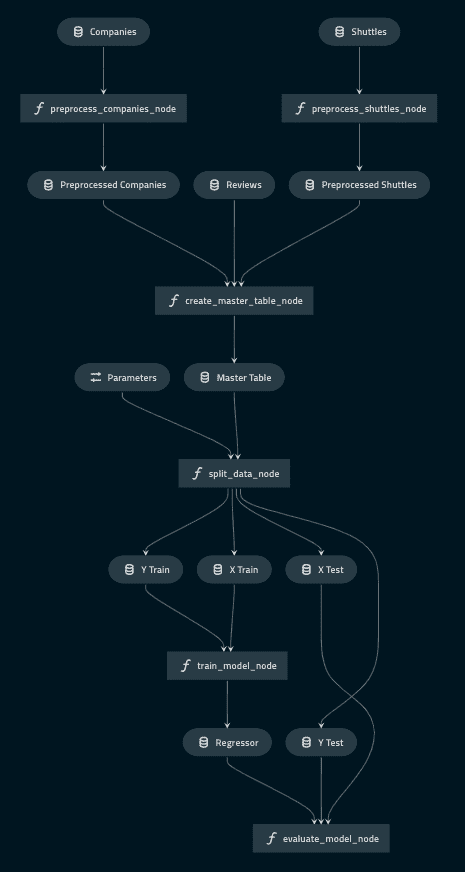 Companies
Shuttles
preprocess_companies_node
preprocess_shuttles_node
Preprocessed Companies
Reviews
Preprocessed Shuttles
create_master_table_node
Parameters
Master Table
split_data_node
Y Train
X Train
X Test
train_model_node
Regressor
Y Test
evaluate_model_node